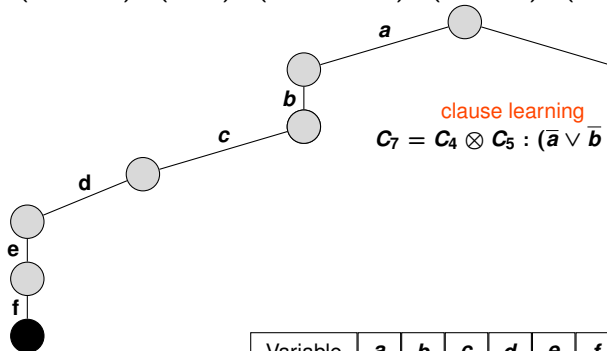 a
b
clause learning
c
C₇ = C₄ ⊗ C₅ : (a̅ ∨ b̅
d
e
f
Variable a b c d e f